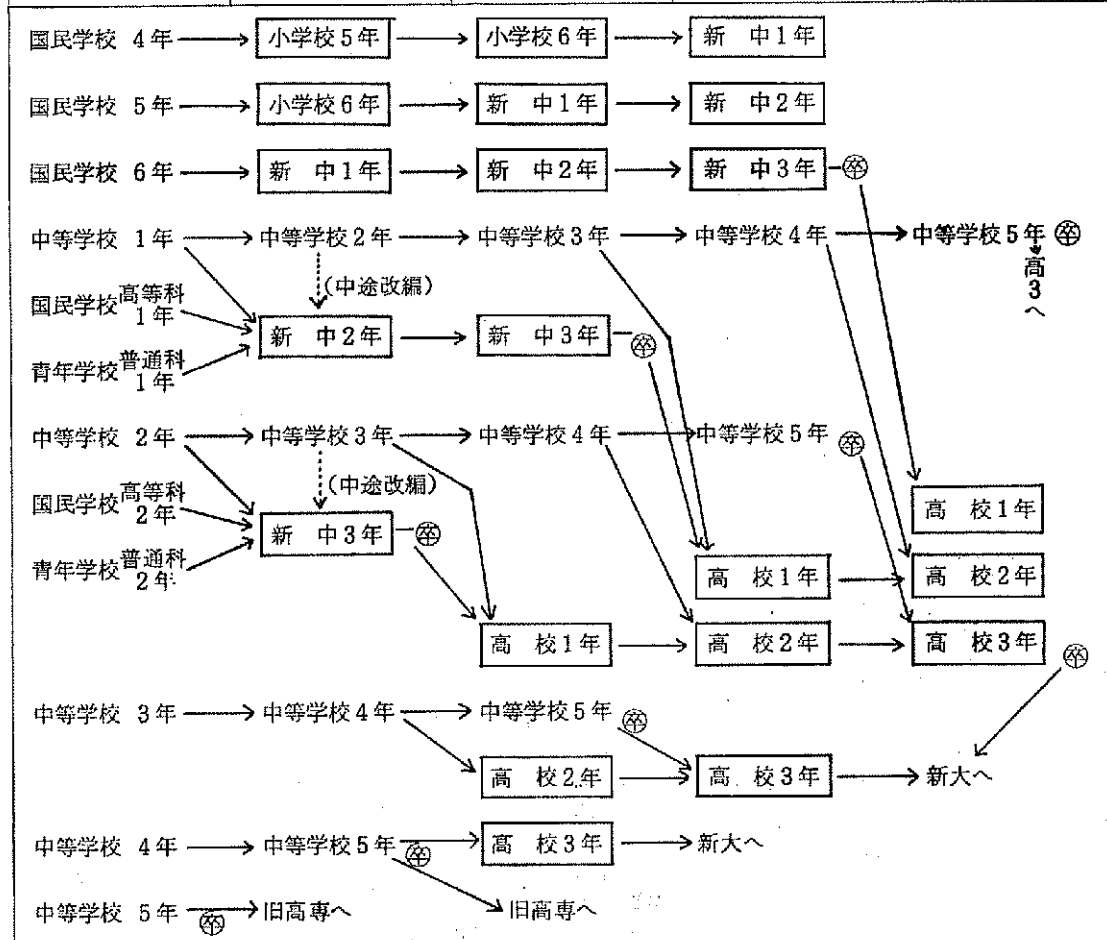 国民学校 4年 小学校5年 小学校6年 新 中1年
国民学校 5年 小学校6年 新 中1年 新 中2年
国民学校 6年 新 中1年 新 中2年 新 中3年 卒
中等学校 1年 中等学校2年 中等学校3年 中等学校4年 中等学校5年 卒
高3へ
(中途改編)
国民学校 高等科1年
新 中2年 新 中3年 卒
青年学校 普通科1年
中等学校 2年 中等学校3年 中等学校4年 中等学校5年 卒
(中途改編)
国民学校 高等科2年
高 校1年
新 中3年 卒
青年学校 普通科2年
高 校1年 高 校2年
高 校1年 高 校2年 高 校3年 卒
中等学校 3年 中等学校4年 中等学校5年 卒
高 校2年 高 校3年 新大へ
中等学校 4年 中等学校5年 卒 高 校3年 新大へ
中等学校 5年 卒 旧高専へ 旧高専へ